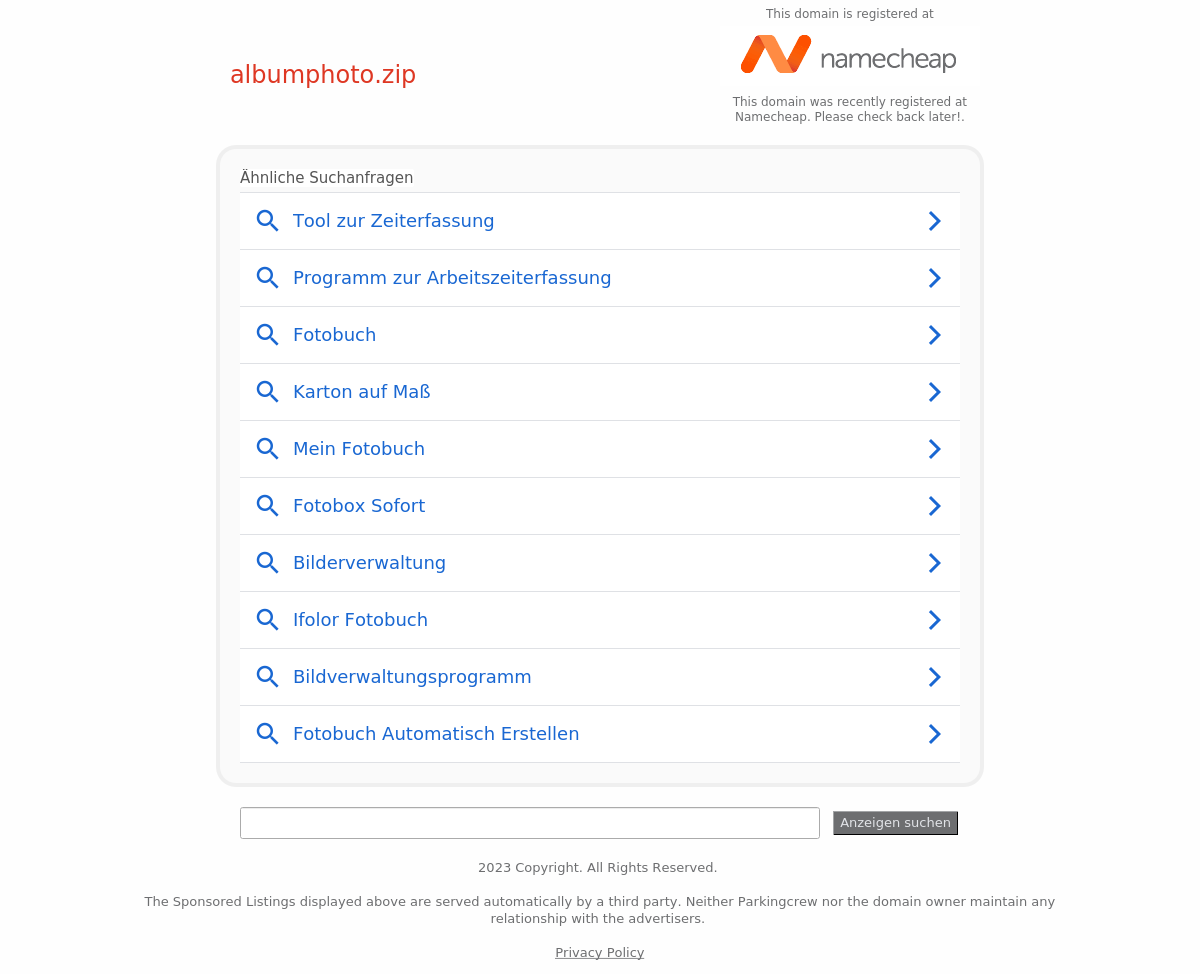 This domain is registered at
namecheap
albumphoto.zip
This domain was recently registered at
Namecheap. Please check back later!.
Ähnliche Suchanfragen
Tool zur Zeiterfassung
Programm zur Arbeitszeiterfassung
Fotobuch
Karton auf Maß
Mein Fotobuch
Fotobox Sofort
Bilderverwaltung
Ifolor Fotobuch
Bildverwaltungsprogramm
Fotobuch Automatisch Erstellen
Anzeigen suchen
2023 Copyright. All Rights Reserved.
The Sponsored Listings displayed above are served automatically by a third party. Neither Parkingcrew nor the domain owner maintain any
relationship with the advertisers.
Privacy Policy